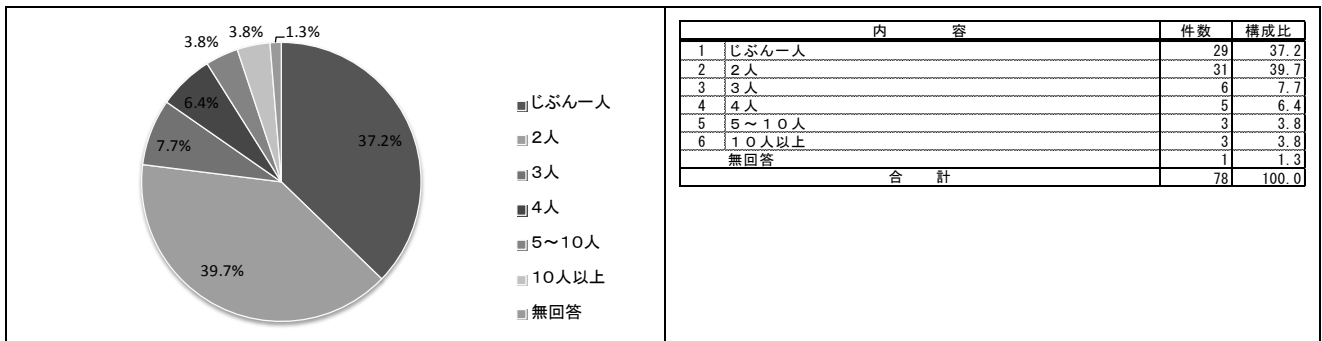 3.8%
3.8%
1.3%
6.4%
7.7%
37.2%
39.7%
じぶん一人
2人
3人
4人
5～10人
10人以上
無回答
内 容 件数 構成比
1 じぶん一人 29 37.2
2 2人 31 39.7
3 3人 6 7.7
4 4人 5 6.4
5 5～10人 3 3.8
6 10人以上 3 3.8
無回答 1 1.3
合 計 78 100.0